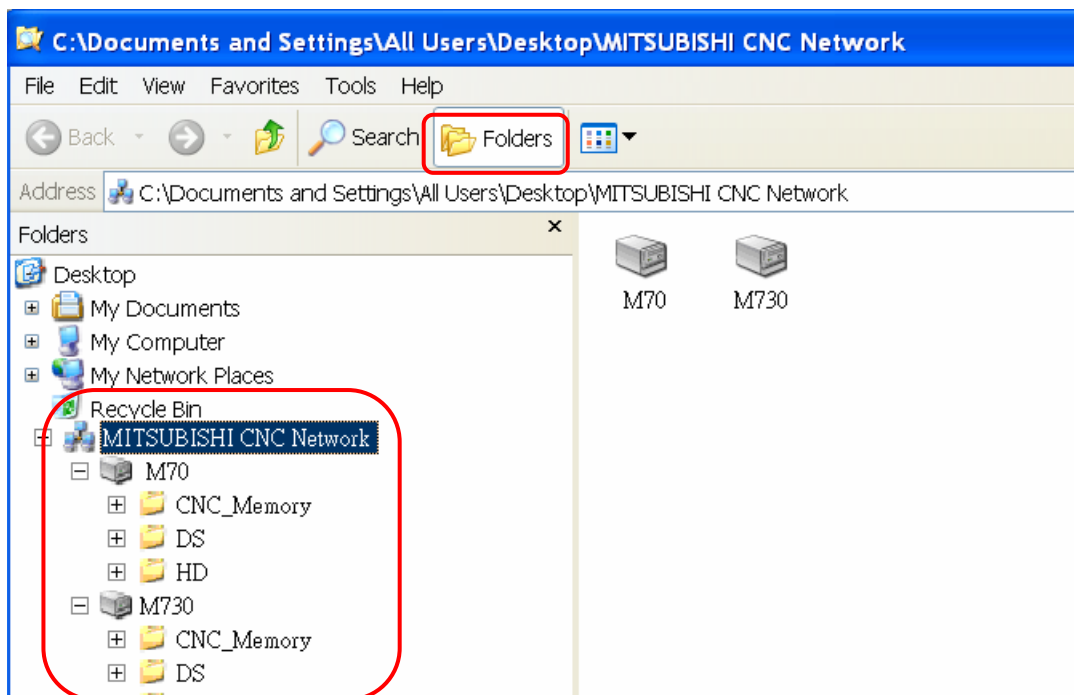 C:\Documents and Settings\All Users\Desktop\MITSUBISHI CNC Network
File Edit View Favorites Tools Help
Back Search Folders
Address C:\Documents and Settings\All Users\Desktop\MITSUBISHI CNC Network
Folders
Desktop
My Documents
My Computer
My Network Places
Recycle Bin
MITSUBISHI CNC Network
M70
CNC_Memory
DS
HD
M730
CNC_Memory
DS
M70 M730